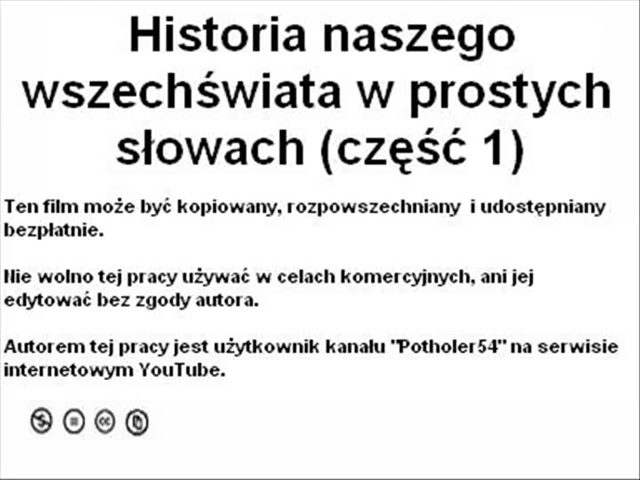 Historia naszego
wszechświata w prostych
słowach (część 1)
Ten film może być kopiowany, rozpowszechniany i udostępniany
bezpłatnie.
Nie wolno tej pracy używać w celach komercyjnych, ani jej
edytować bez zgody autora.
Autorem tej pracy jest użytkownik kanału "Potholer54" na serwisie
internetowym YouTube.